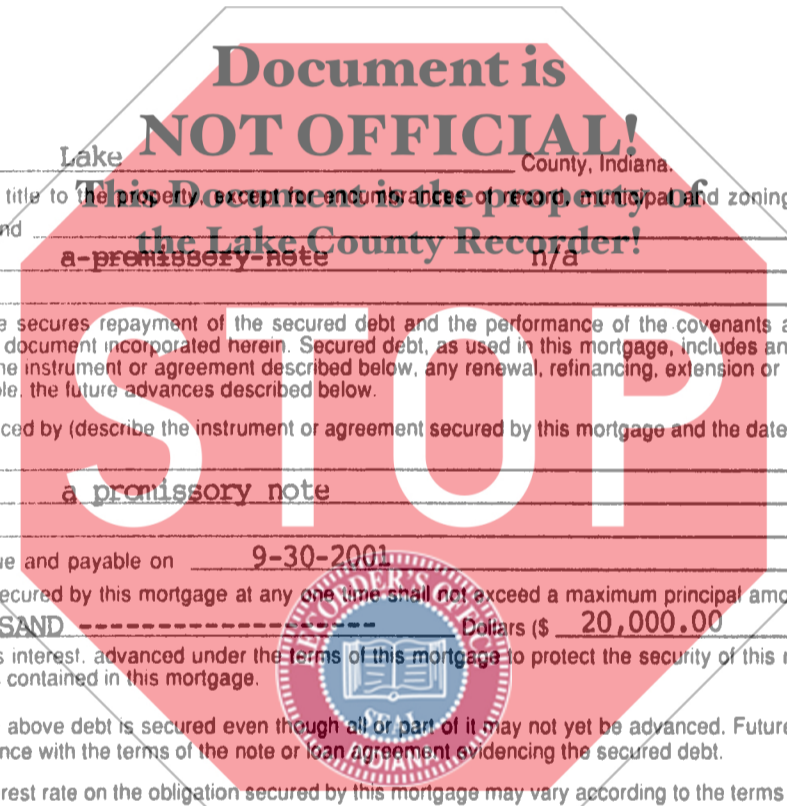 Document is
NOT OFFICIAL!
Lake County, Indiana.
This Document is the property of
title to the property, except for encumbrances of record, municipal and zoning
nd
the Lake County Recorder!
a promissory note n/a
e secures repayment of the secured debt and the performance of the covenants a
document incorporated herein. Secured debt, as used in this mortgage, includes an
he instrument or agreement described below, any renewal, refinancing, extension or
le. the future advances described below.
STOP
ced by (describe the instrument or agreement secured by this mortgage and the date
a promissory note
ue and payable on 9-30-2001
ecured by this mortgage at any one time shall not exceed a maximum principal amo
SAND -------------------- Dollars ($ 20,000.00
s interest. advanced under the terms of this mortgage to protect the security of this
contained in this mortgage.
RECORDER'S OFFICE
SEAL
INDIANA
above debt is secured even though all or part of it may not yet be advanced. Future
nce with the terms of the note or loan agreement evidencing the secured debt.
rest rate on the obligation secured by this mortgage may vary according to the terms